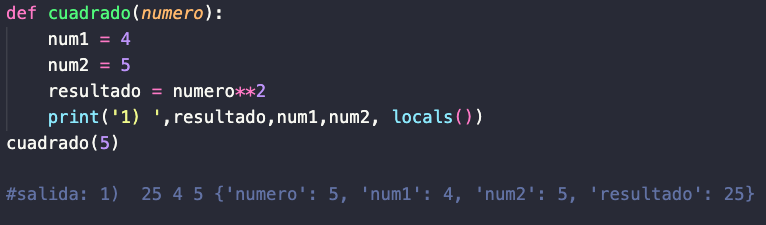 def cuadrado(numero):
    num1 = 4
    num2 = 5
    resultado = numero**2
    print('1) ',resultado,num1,num2, locals())
cuadrado(5)
#salida: 1)  25 4 5 {'numero': 5, 'num1': 4, 'num2': 5, 'resultado': 25}